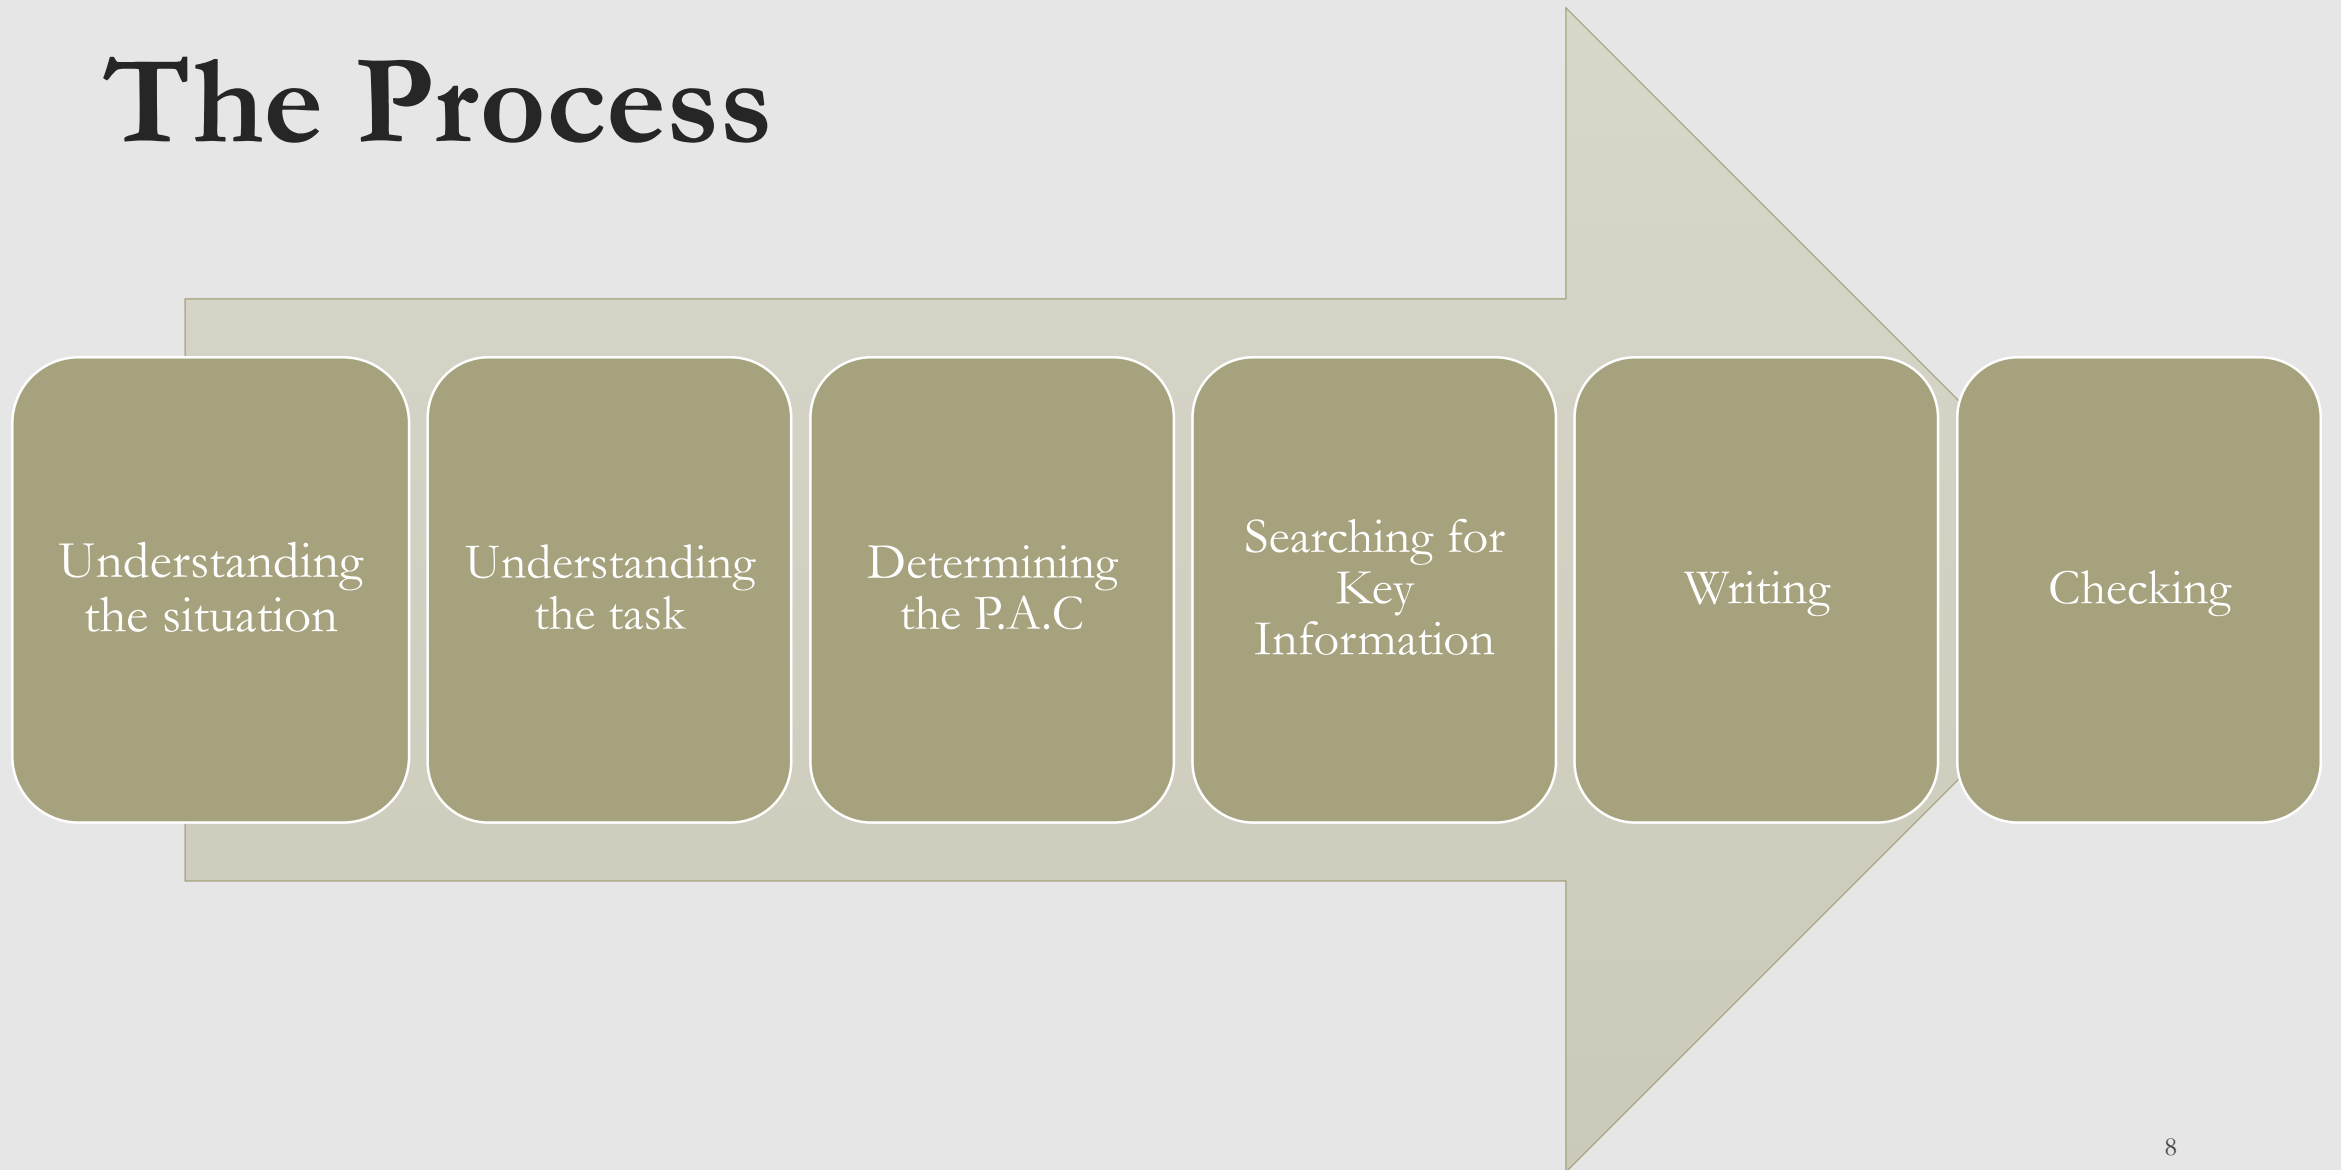 The Process
Understanding
the situation
Understanding
the task
Determining
the P.A.C
Searching for
Key
Information
Writing
Checking
8